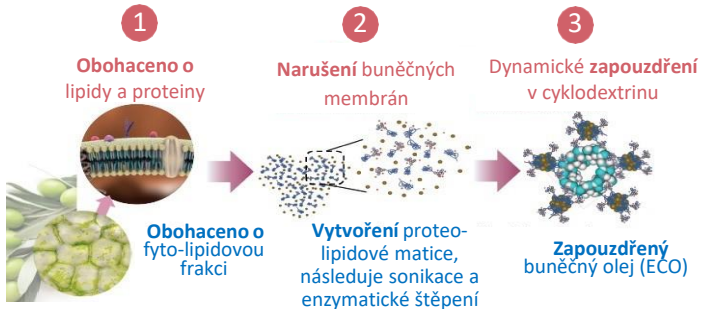 1
Obohaceno o
lipidy a proteiny
Obohaceno o
fyto-lipidovou
frakci
2
Narušení buněčných
membrán
Vytvoření proteo-
lipidové matice,
následuje sonikace a
enzymatické štěpení
3
Dynamické zapouzdření
v cyklodextrinu
Zapouzdřený
buněčný olej (ECO)